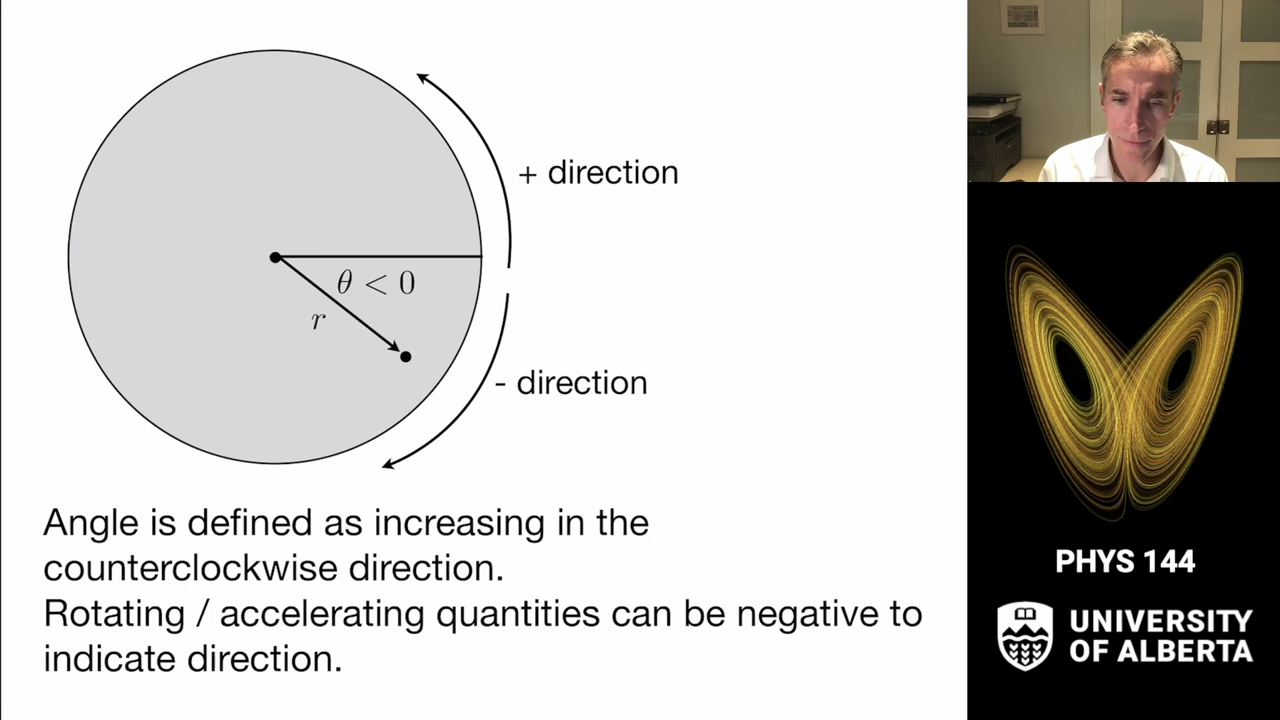 + direction
θ < 0
r
- direction
Angle is defined as increasing in the
counterclockwise direction.
Rotating / accelerating quantities can be negative to
indicate direction.
PHYS 144
UNIVERSITY
OF ALBERTA